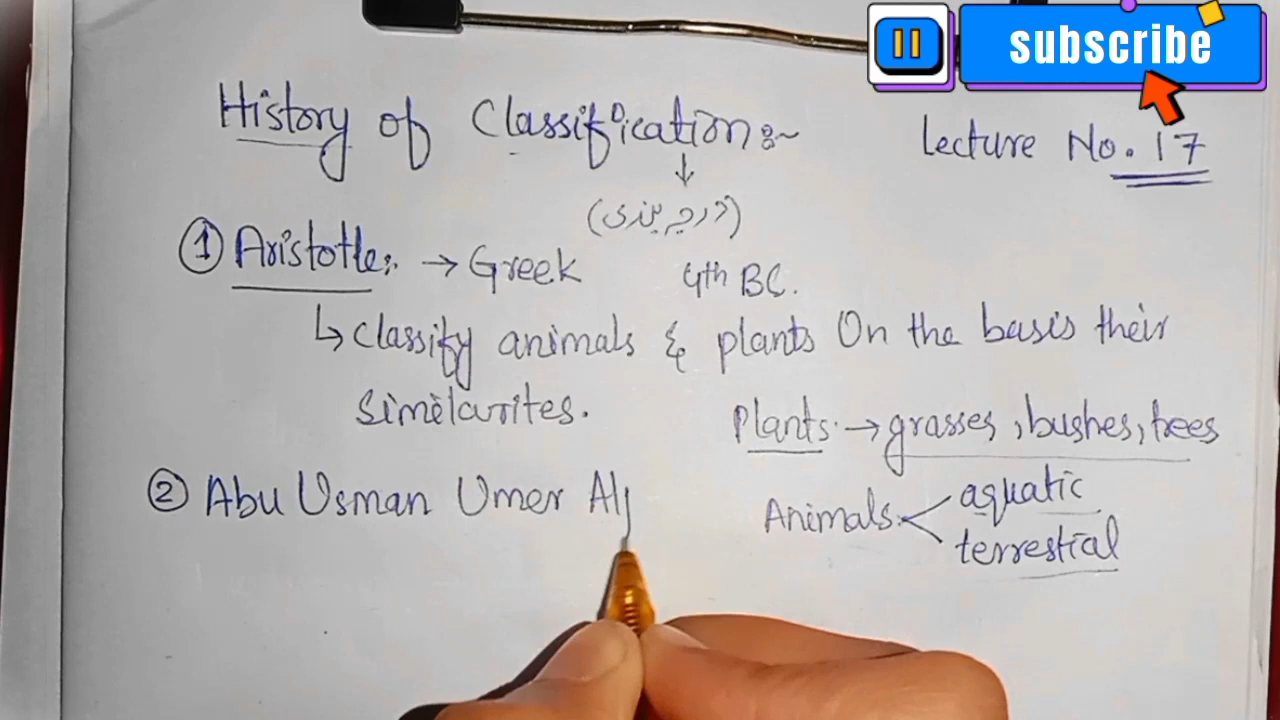 subscribe
History of Classification:~
Lecture No. 17
↓
(درجہ بندی)
① Aristotle:. → Greek 4th BC.
↳ Classify animals & plants On the basis their
Similarites.
Plants. → grasses, bushes, trees
② Abu Usman Umer Alj
Animals.
aquatic
terrestial